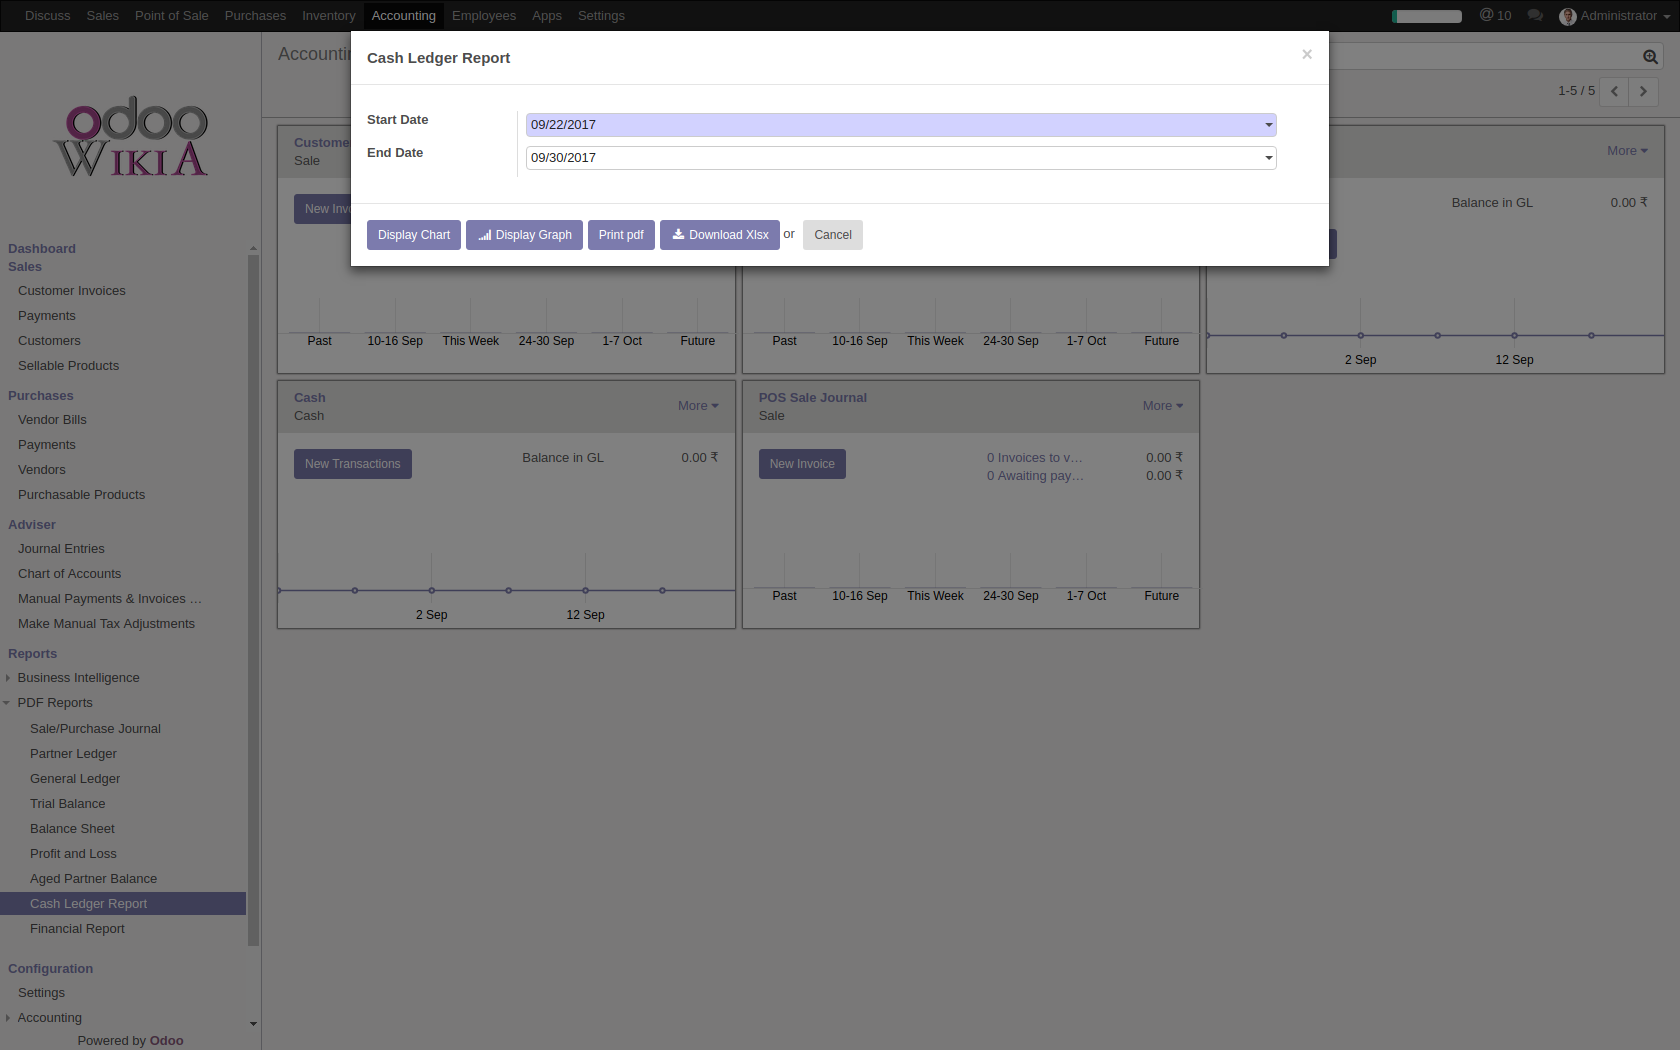 Discuss Sales Point of Sale Purchases Inventory Accounting Employees Apps Settings @ 10 Administrator
Cash Ledger Report ×
Start Date 09/22/2017
End Date 09/30/2017
Display Chart Display Graph Print pdf Download Xlsx or Cancel
1-5 / 5
odoo
WIKIA
Dashboard
Sales
Customer Invoices
Payments
Customers
Sellable Products
Purchases
Vendor Bills
Payments
Vendors
Purchasable Products
Adviser
Journal Entries
Chart of Accounts
Manual Payments & Invoices …
Make Manual Tax Adjustments
Reports
Business Intelligence
PDF Reports
Sale/Purchase Journal
Partner Ledger
General Ledger
Trial Balance
Balance Sheet
Profit and Loss
Aged Partner Balance
Cash Ledger Report
Financial Report
Configuration
Settings
Accounting
Powered by Odoo
Sale
Past 10-16 Sep This Week 24-30 Sep 1-7 Oct Future
Past 10-16 Sep This Week 24-30 Sep 1-7 Oct Future
More
Balance in GL 0.00 ₹
2 Sep 12 Sep
Cash More
Cash
New Transactions Balance in GL 0.00 ₹
2 Sep 12 Sep
POS Sale Journal More
Sale
New Invoice 0 Invoices to v… 0.00 ₹
0 Awaiting pay… 0.00 ₹
Past 10-16 Sep This Week 24-30 Sep 1-7 Oct Future